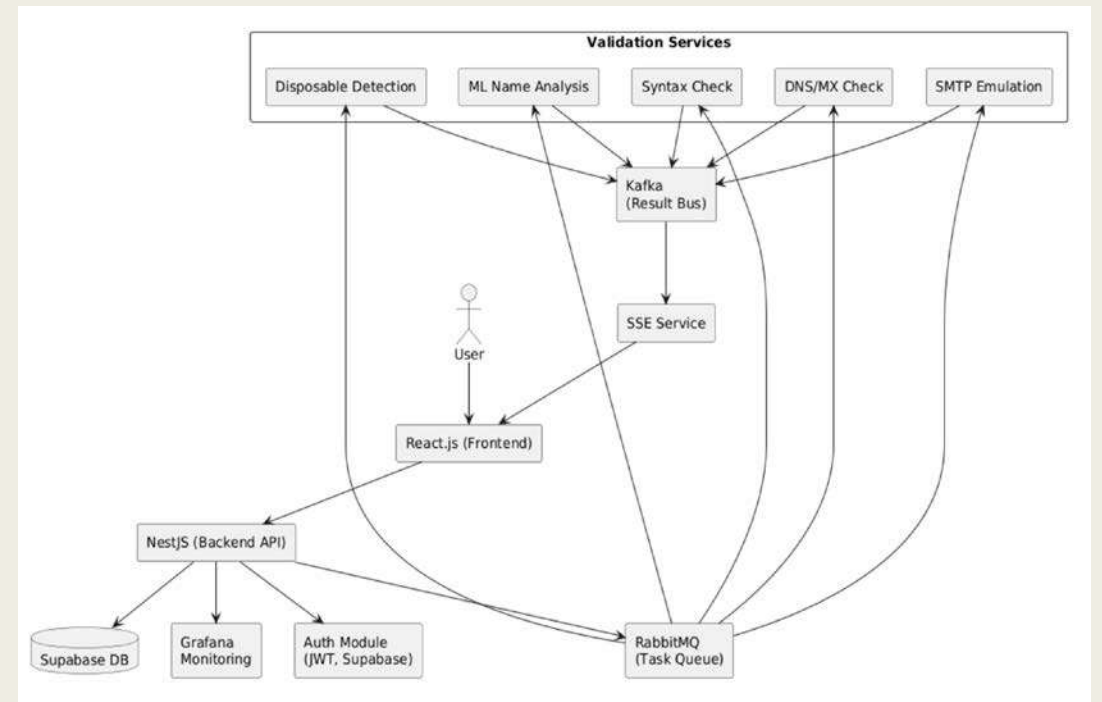 Validation Services
Disposable Detection
ML Name Analysis
Syntax Check
DNS/MX Check
SMTP Emulation
Kafka
(Result Bus)
SSE Service
User
React.js (Frontend)
NestJS (Backend API)
Supabase DB
Grafana
Monitoring
Auth Module
(JWT, Supabase)
RabbitMQ
(Task Queue)